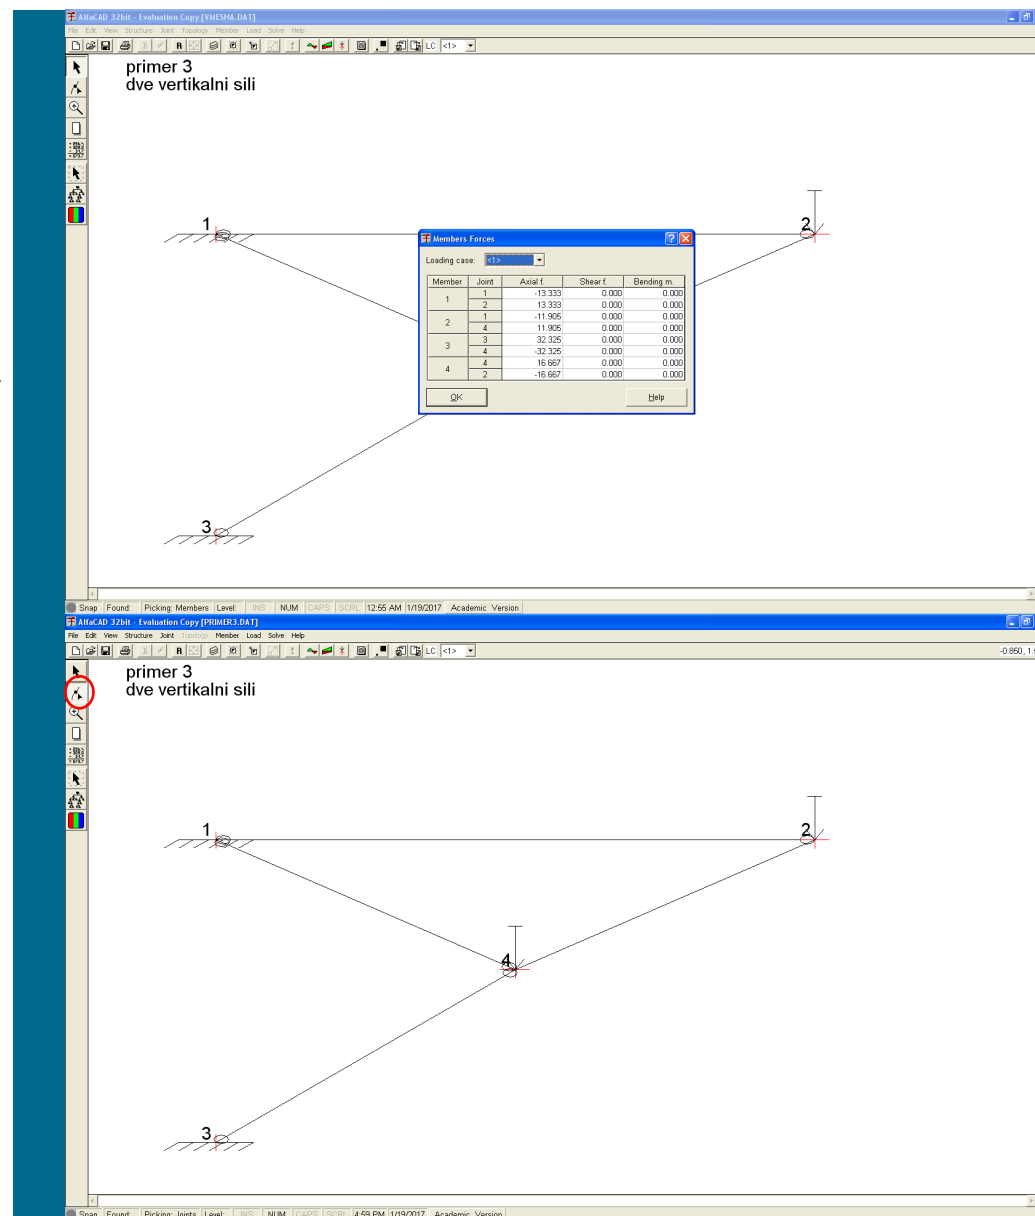 AlfaCAD 32bit - Evaluation Copy [VMESNA.DAT]
File Edit View Structure Joint Topology Member Load Solve Help
R LC <1>
primer 3
dve vertikalni sili
1
2
Members Forces
Loading case: <1>
Member Joint Axial f. Shear f. Bending m.
1 1 -13.333 0.000 0.000
2 13.333 0.000 0.000
2 1 -11.905 0.000 0.000
4 11.905 0.000 0.000
3 3 32.325 0.000 0.000
4 -32.325 0.000 0.000
4 4 16.667 0.000 0.000
2 -16.667 0.000 0.000
OK Help
3
Snap Found: Picking: Members Level: INS NUM CAPS SCRL 12:55 AM 1/19/2017 Academic Version
AlfaCAD 32bit - Evaluation Copy [PRIMER3.DAT]
File Edit View Structure Joint Topology Member Load Solve Help
R LC <1> -0.850, 1.
primer 3
dve vertikalni sili
1
2
4
3
Snap Found: Picking: Joints Level: INS NUM CAPS SCRL 4:59 PM 1/19/2017 Academic Version